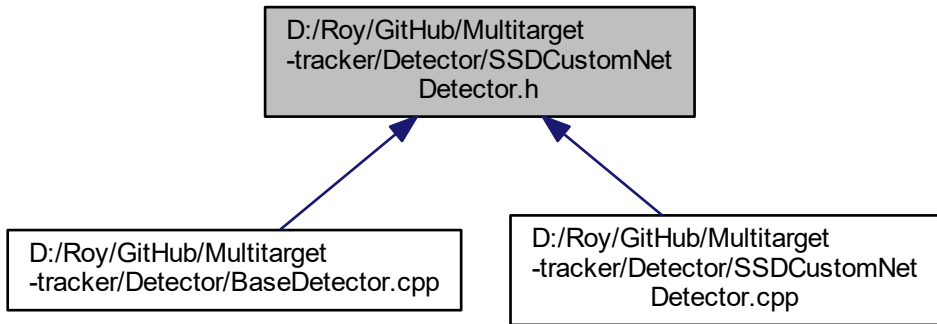 D:/Roy/GitHub/Multitarget
-tracker/Detector/SSDCustomNet
Detector.h
D:/Roy/GitHub/Multitarget
-tracker/Detector/BaseDetector.cpp
D:/Roy/GitHub/Multitarget
-tracker/Detector/SSDCustomNet
Detector.cpp